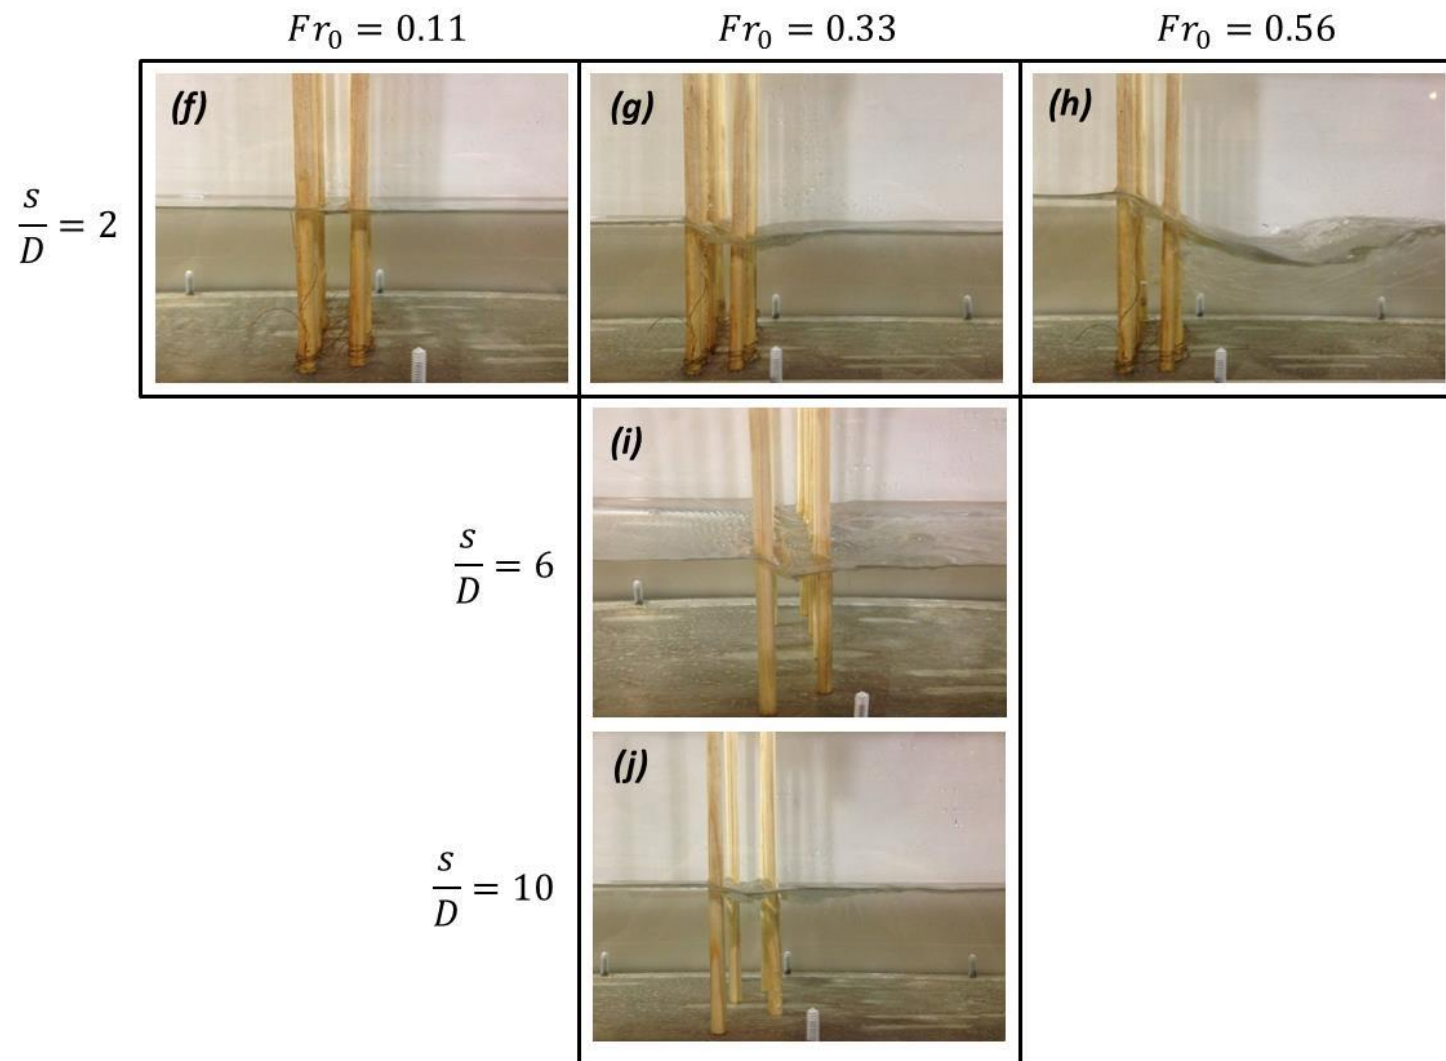 Fr₀ = 0.11 Fr₀ = 0.33 Fr₀ = 0.56
(f) (g) (h)
s/D = 2
(i)
s/D = 6
(j)
s/D = 10